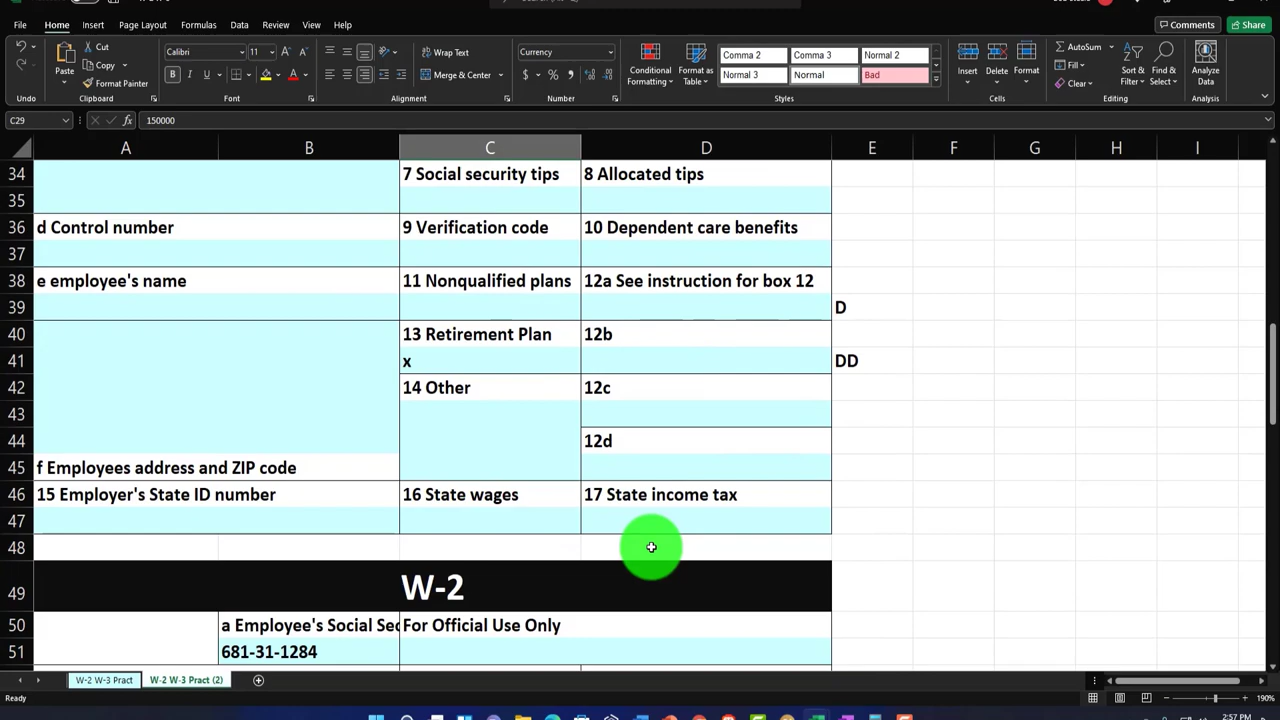 File Home Insert Page Layout Formulas Data Review View Help Comments Share
Cut Calibri 11 Wrap Text Currency Comma 2 Comma 3 Normal 2 AutoSum
Paste Copy Format Painter B I U Merge & Center $ % Conditional Formatting Format as Table Normal 3 Normal Bad Insert Delete Format Fill Clear Sort & Filter Find & Select Analyze Data
Undo Clipboard Font Alignment Number Styles Cells Editing Analysis
C29 fx 150000
A B C D E F G H I
34 7 Social security tips 8 Allocated tips
35
36 d Control number 9 Verification code 10 Dependent care benefits
37
38 e employee's name 11 Nonqualified plans 12a See instruction for box 12
39 D
40 13 Retirement Plan 12b
41 x DD
42 14 Other 12c
43
44 12d
45 f Employees address and ZIP code
46 15 Employer's State ID number 16 State wages 17 State income tax
47
48
49 W-2
50 a Employee's Social Sec For Official Use Only
51 681-31-1284
W-2 W-3 Pract W-2 W-3 Pract (2)
Ready 190%
2:57 PM